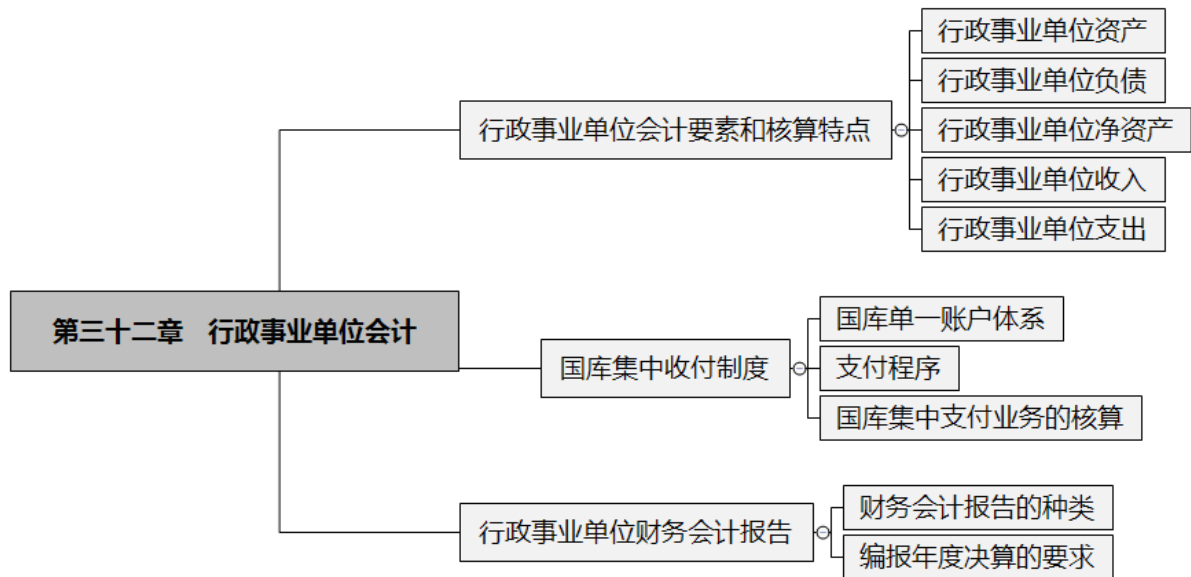 第三十二章　行政事业单位会计
行政事业单位会计要素和核算特点
行政事业单位资产
行政事业单位负债
行政事业单位净资产
行政事业单位收入
行政事业单位支出
国库集中收付制度
国库单一账户体系
支付程序
国库集中支付业务的核算
行政事业单位财务会计报告
财务会计报告的种类
编报年度决算的要求